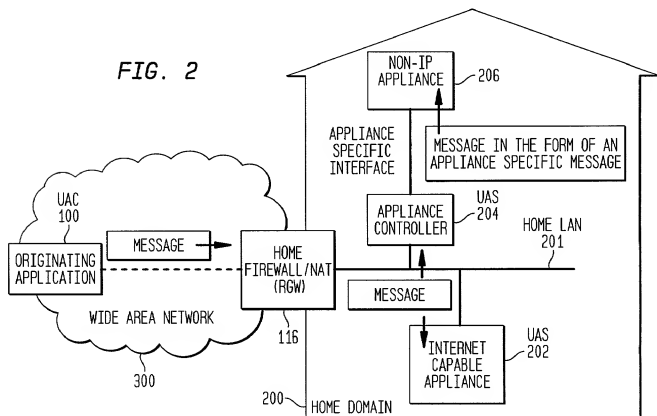 FIG. 2
NON-IP
APPLIANCE
206
APPLIANCE
SPECIFIC
INTERFACE
MESSAGE IN THE FORM OF AN
APPLIANCE SPECIFIC MESSAGE
UAC
100
ORIGINATING
APPLICATION
MESSAGE
HOME
FIREWALL/NAT
(RGW)
116
APPLIANCE
CONTROLLER
UAS
204
HOME LAN
201
MESSAGE
WIDE AREA NETWORK
300
INTERNET
CAPABLE
APPLIANCE
UAS
202
200
HOME DOMAIN